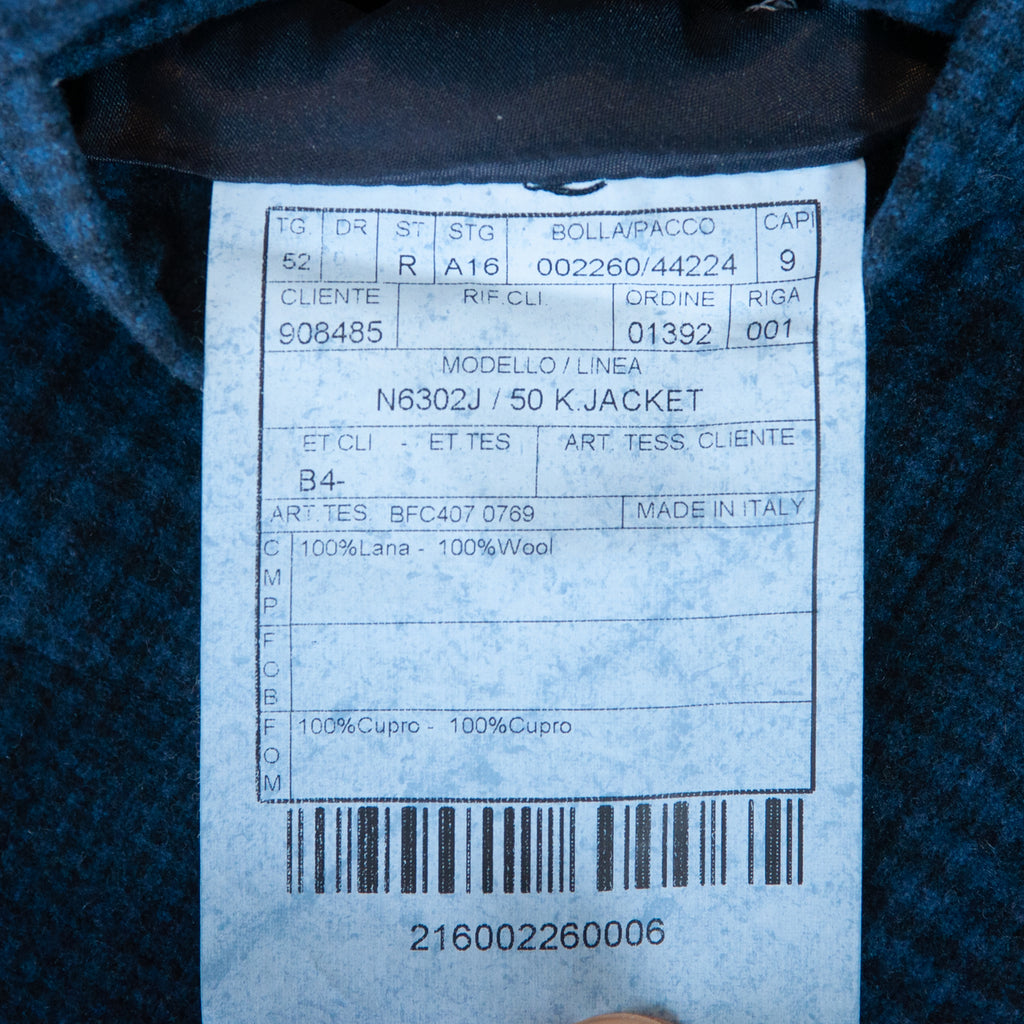 TG. DR ST STG BOLLA/PACCO CAPI
52 R A16 002260/44224 9
CLIENTE RIF.CLI. ORDINE RIGA
908485 01392 001
MODELLO / LINEA
N6302J / 50 K.JACKET
ET CLI - ET.TES ART. TESS. CLIENTE
B4-
ART.TES. BFC407 0769 MADE IN ITALY
C M P 100%Lana - 100%Wool
F O B
F O M 100%Cupro - 100%Cupro
216002260006